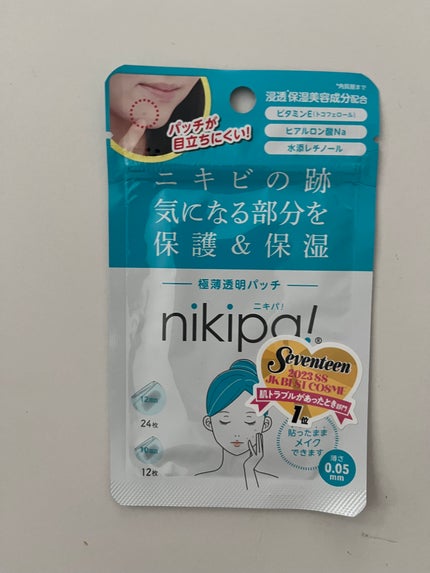 *角質層まで
浸透*保湿美容成分配合
ビタミンE(トコフェロール)
ヒアルロン酸Na
水添レチノール
パッチが
目立ちにくい!
ニキビの跡
気になる部分を
保護&保湿
極薄透明パッチ
ニキパ!
nikipa!®
Seventeen
2023 SS
JK BEST COSME
肌トラブルがあったとき部門
1位
貼ったまま
メイク
できます
薄さ
0.05
mm
24枚
12枚